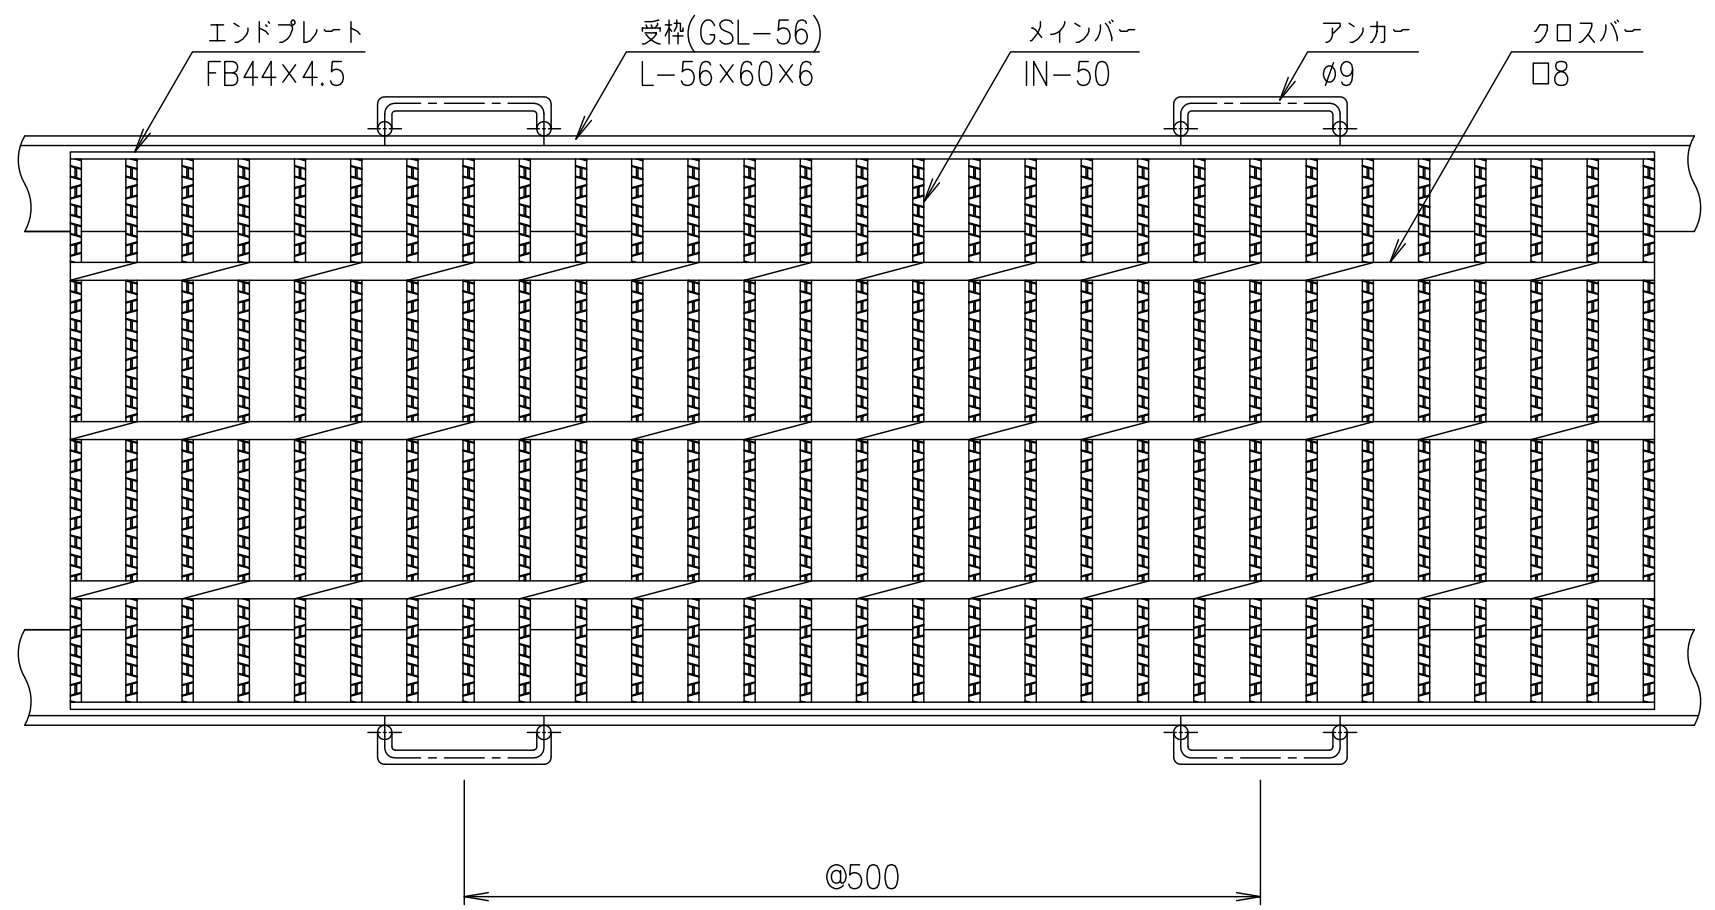 エンドプレート
FB44×4.5
受枠(GSL-56)
L-56×60×6
メインバー
IN-50
アンカー
ø9
クロスバー
□8
@500